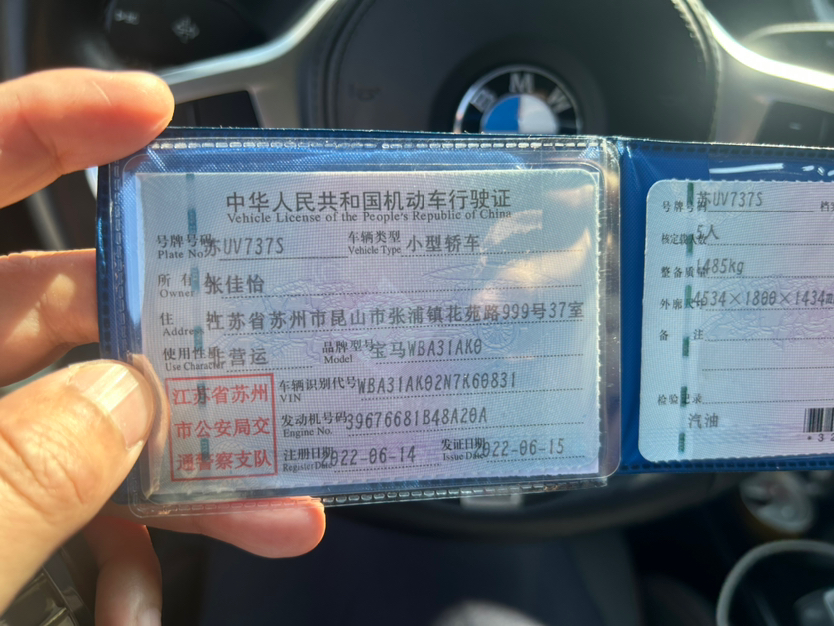 BMW
中华人民共和国机动车行驶证
Vehicle License of the People's Republic of China
号牌号码 苏UV737S 车辆类型 小型轿车
Plate No. Vehicle Type
所有 张佳怡
Owner
住 江苏省苏州市昆山市张浦镇花苑路999号37室
Address
使用性质 营运 品牌型号 宝马WBA31AK0
Use Character Model
江苏省苏州
市公安局交
通警察支队
车辆识别代号 WBA31AK02N7K60831
VIN
发动机号码 39676681B48A20A
Engine No.
注册日期 2022-06-14 发证日期 2022-06-15
Register Date Issue Date
号牌号码 苏UV737S 档案
核定载人数 5人
整备质量 1485kg
外廓尺寸 4534×1800×1434m
备 注
检验记录
汽油